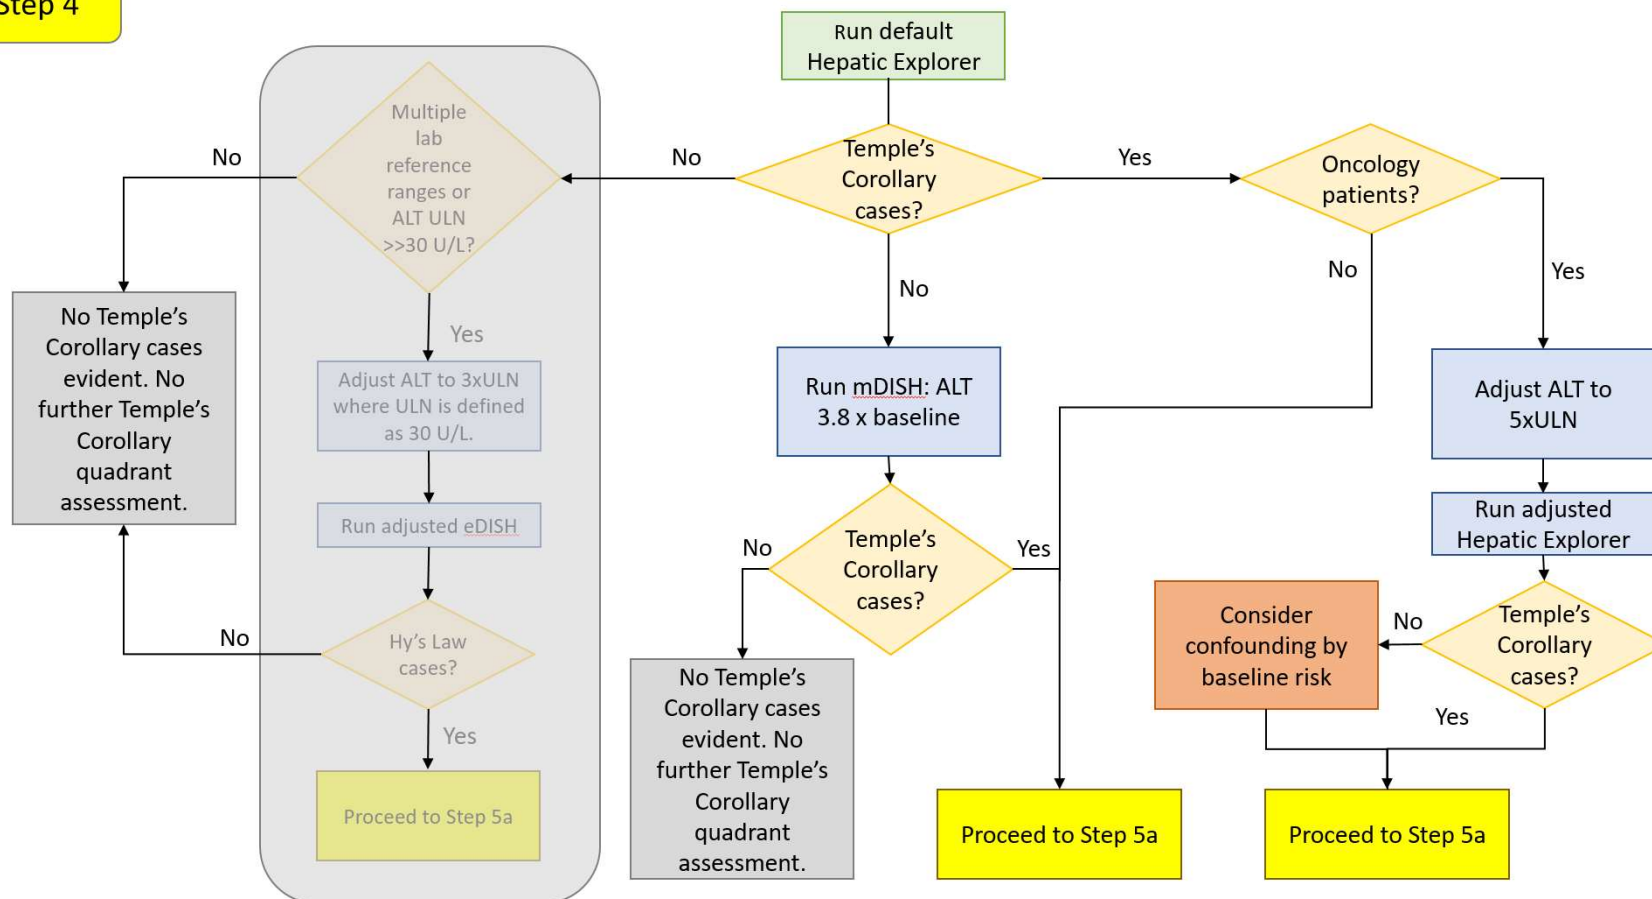 Step 4
Run default
Hepatic Explorer
Multiple
lab
reference
ranges or
ALT ULN
>>30 U/L?
No
No
Temple's
Corollary
cases?
Yes
Oncology
patients?
No
Yes
No
Yes
No Temple's
Corollary cases
evident. No
further Temple's
Corollary
quadrant
assessment.
Adjust ALT to 3xULN
where ULN is defined
as 30 U/L.
Run mDISH: ALT
3.8 x baseline
Adjust ALT to
5xULN
Run adjusted eDISH
Run adjusted
Hepatic Explorer
No
Temple's
Corollary
cases?
Yes
Consider
confounding by
baseline risk
No
Temple's
Corollary
cases?
Yes
No
Hy's Law
cases?
Yes
No Temple's
Corollary cases
evident. No
further Temple's
Corollary
quadrant
assessment.
Proceed to Step 5a
Proceed to Step 5a
Proceed to Step 5a